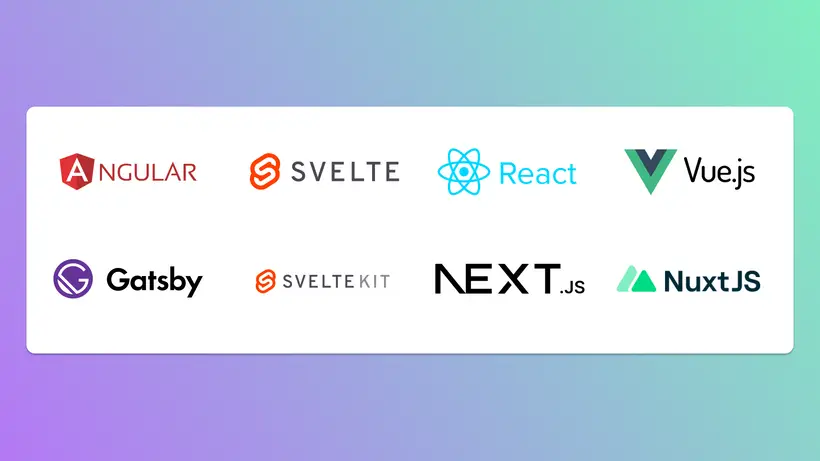 ANGULAR
SVELTE
React
Vue.js
Gatsby
SVELTEKIT
NEXT.JS
NuxtJS